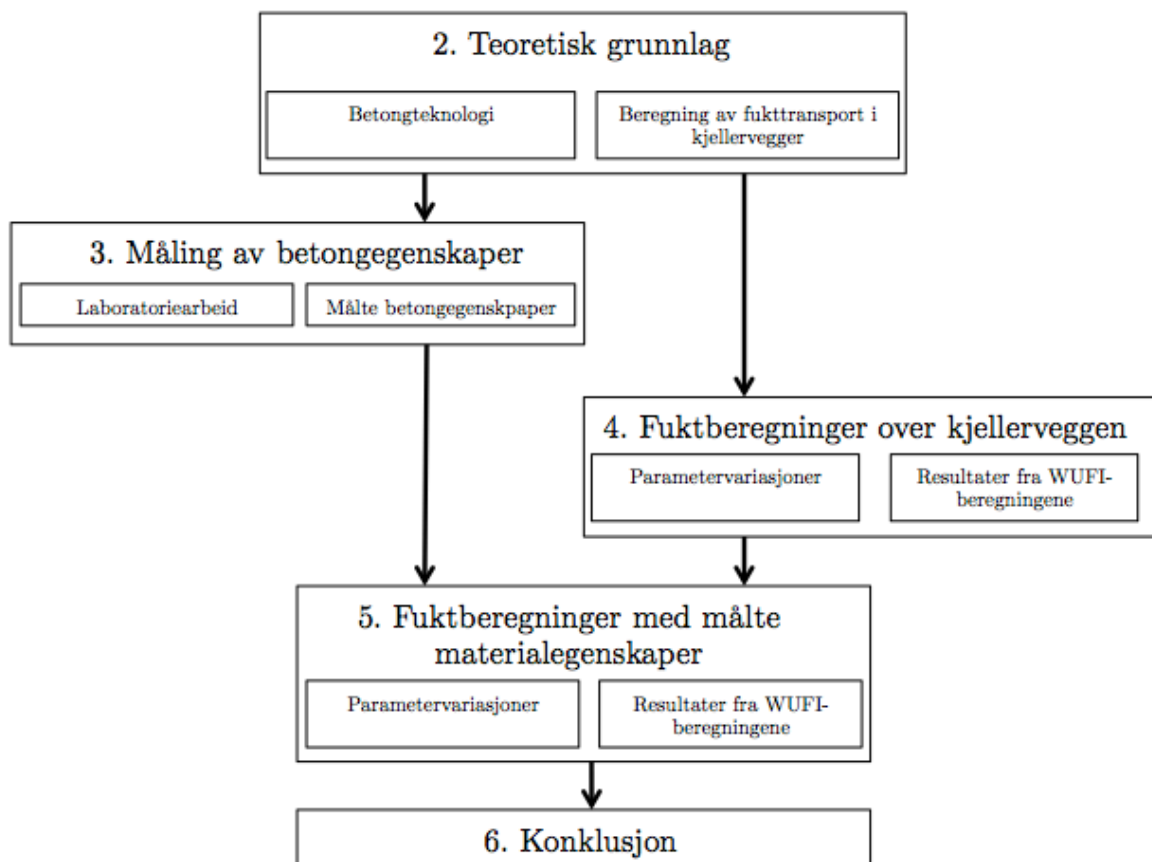 2. Teoretisk grunnlag
Betongteknologi
Beregning av fukttransport i
kjellervegger
3. Måling av betongegenskaper
Laboratoriearbeid
Målte betongegenskpaper
4. Fuktberegninger over kjellerveggen
Parametervariasjoner
Resultater fra WUFI-
beregningene
5. Fuktberegninger med målte
materialegenskaper
Parametervariasjoner
Resultater fra WUFI-
beregningene
6. Konklusjon